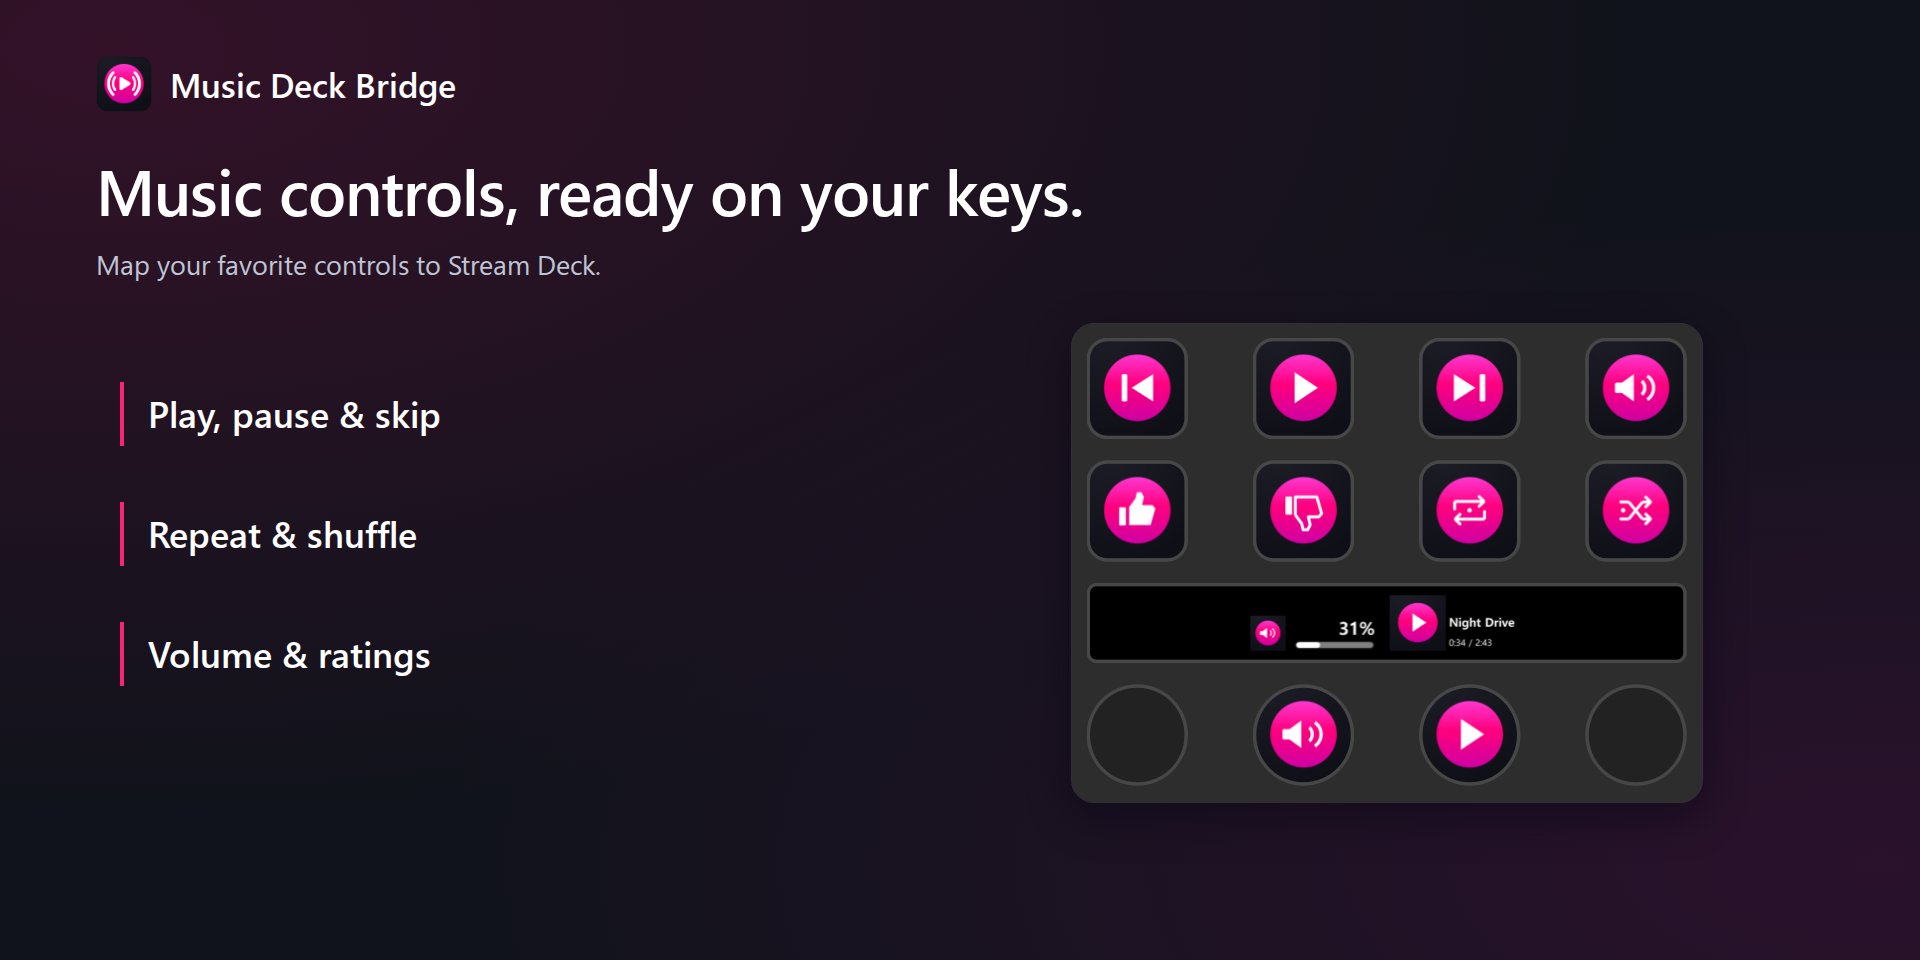 Music Deck Bridge
Music controls, ready on your keys.
Map your favorite controls to Stream Deck.
Play, pause & skip
Repeat & shuffle
Volume & ratings
31%
Night Drive
0:34 / 2:43